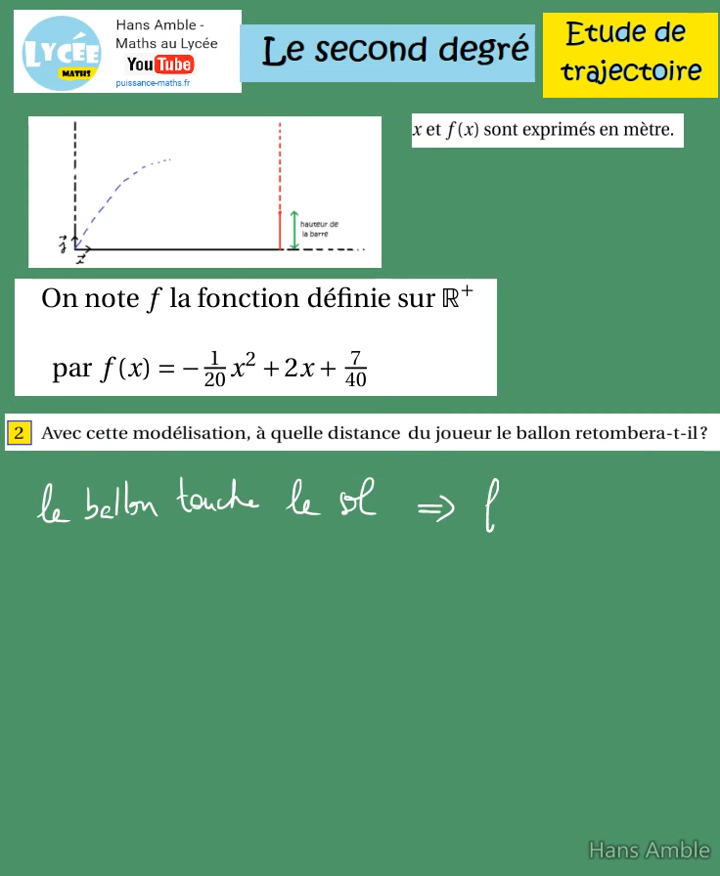 LYCÉE
MATHS
Hans Amble -
Maths au Lycée
YouTube
puissance-maths.fr
Le second degré
Etude de
trajectoire
x et f(x) sont exprimés en mètre.
hauteur de
la barre
j
i
On note f la fonction définie sur ℝ⁺
par f(x) = −1/20 x² + 2x + 7/40
2 Avec cette modélisation, à quelle distance du joueur le ballon retombera-t-il?
le ballon touche le sol ⇒ f
Hans Amble